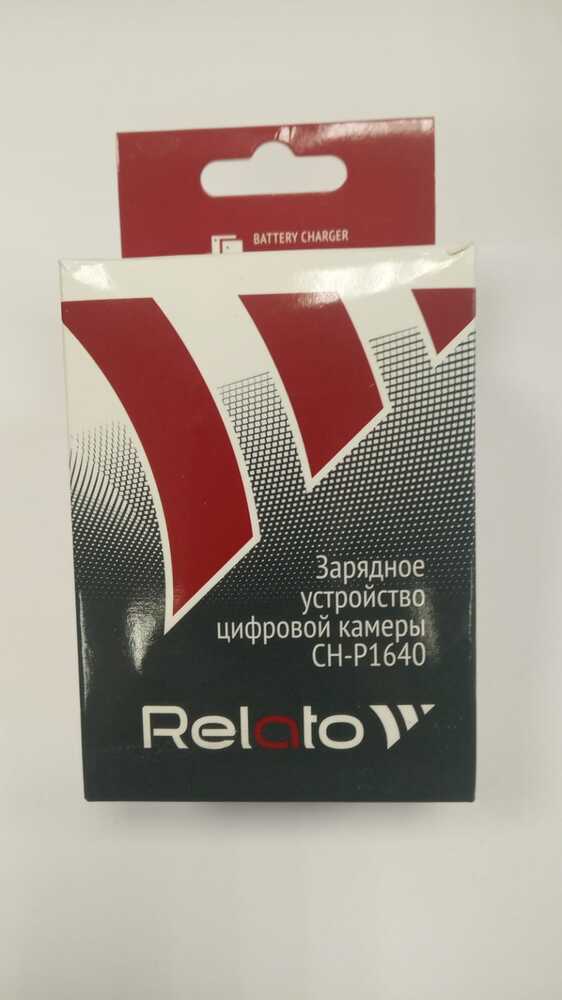 BATTERY CHARGER
Зарядное
устройство
цифровой камеры
CH-P1640
Relato